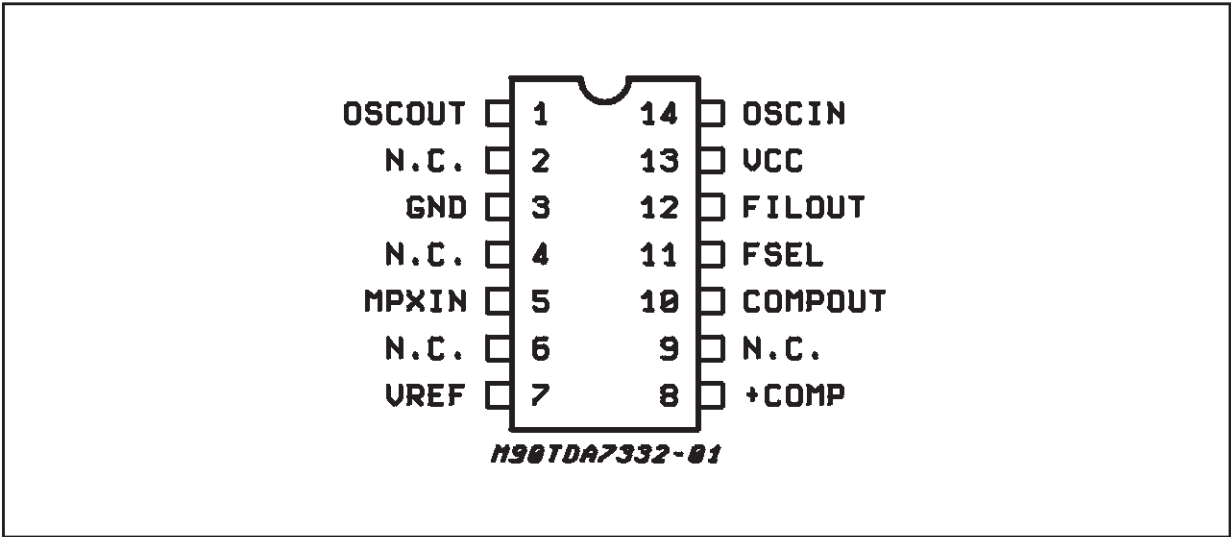 OSCOUT 1 14 OSCIN
N.C. 2 13 VCC
GND 3 12 FILOUT
N.C. 4 11 FSEL
MPXIN 5 10 COMPOUT
N.C. 6 9 N.C.
VREF 7 8 +COMP
M90TDA7332-01